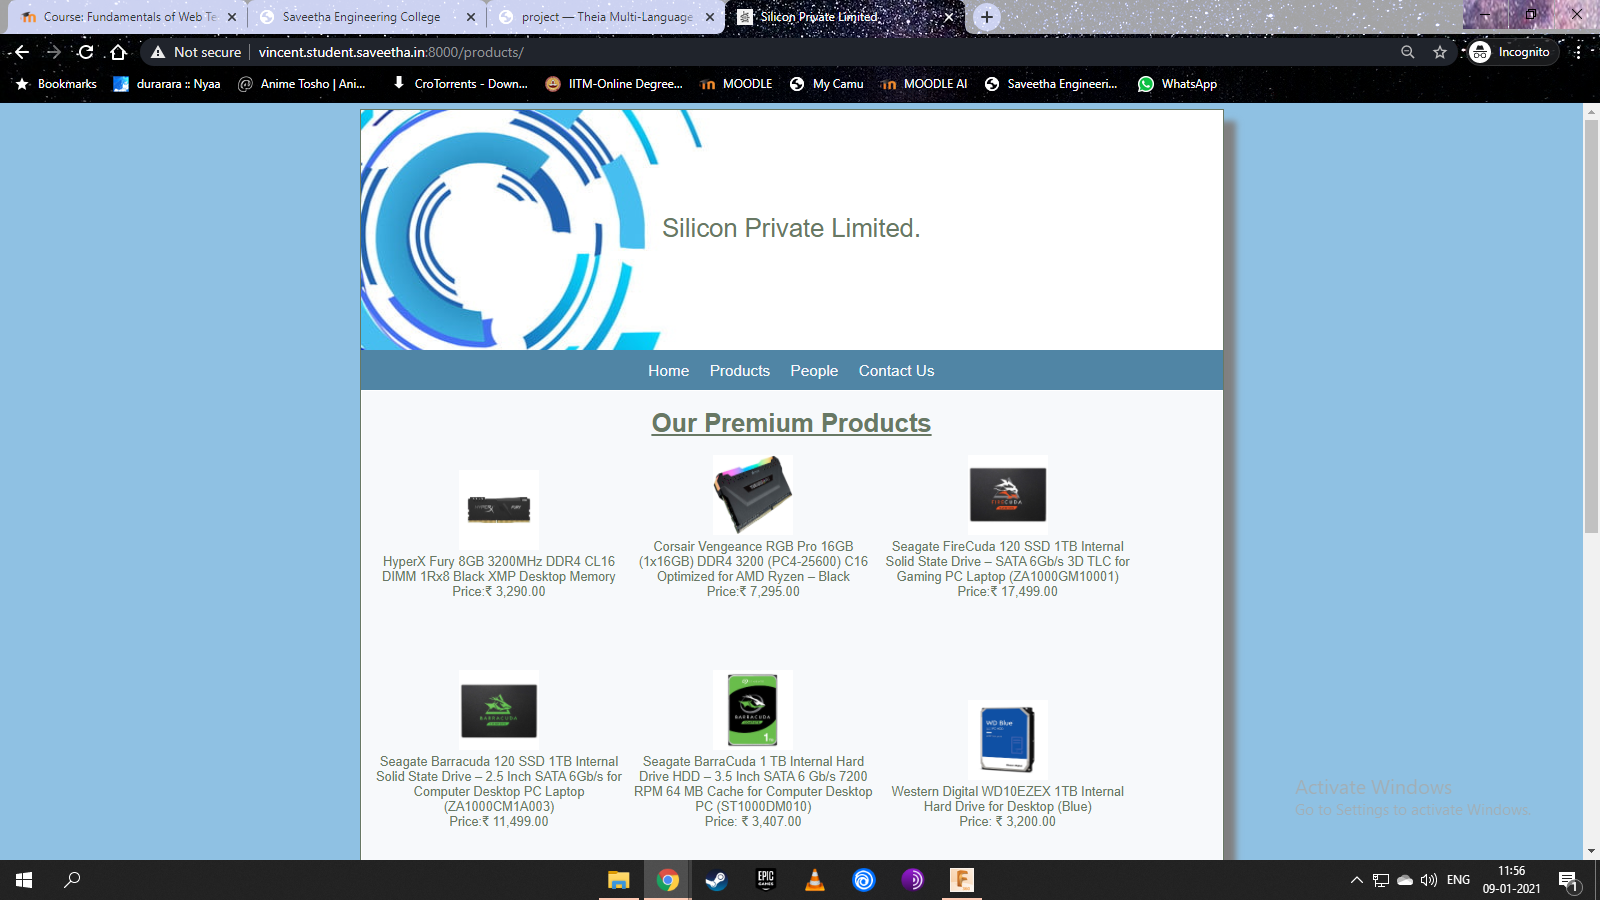 Course: Fundamentals of Web Te
Saveetha Engineering College
project — Theia Multi-Language
Silicon Private Limited.
Not secure
vincent.student.saveetha.in:8000/products/
Incognito
Bookmarks
durarara :: Nyaa
Anime Tosho | Ani...
CroTorrents - Down...
IITM-Online Degree...
MOODLE
My Camu
MOODLE AI
Saveetha Engineeri...
WhatsApp
Silicon Private Limited.
Home Products People Contact Us
Our Premium Products
HyperX Fury 8GB 3200MHz DDR4 CL16
DIMM 1Rx8 Black XMP Desktop Memory
Price:₹ 3,290.00
Corsair Vengeance RGB Pro 16GB
(1x16GB) DDR4 3200 (PC4-25600) C16
Optimized for AMD Ryzen – Black
Price:₹ 7,295.00
FIRECUDA
Seagate FireCuda 120 SSD 1TB Internal
Solid State Drive – SATA 6Gb/s 3D TLC for
Gaming PC Laptop (ZA1000GM10001)
Price:₹ 17,499.00
BARRACUDA
Seagate Barracuda 120 SSD 1TB Internal
Solid State Drive – 2.5 Inch SATA 6Gb/s for
Computer Desktop PC Laptop
(ZA1000CM1A003)
Price:₹ 11,499.00
BARRACUDA
Seagate BarraCuda 1 TB Internal Hard
Drive HDD – 3.5 Inch SATA 6 Gb/s 7200
RPM 64 MB Cache for Computer Desktop
PC (ST1000DM010)
Price: ₹ 3,407.00
WD Blue
Western Digital WD10EZEX 1TB Internal
Hard Drive for Desktop (Blue)
Price: ₹ 3,200.00
Activate Windows
Go to Settings to activate Windows.
EPIC
GAMES
ENG
11:56
09-01-2021
1